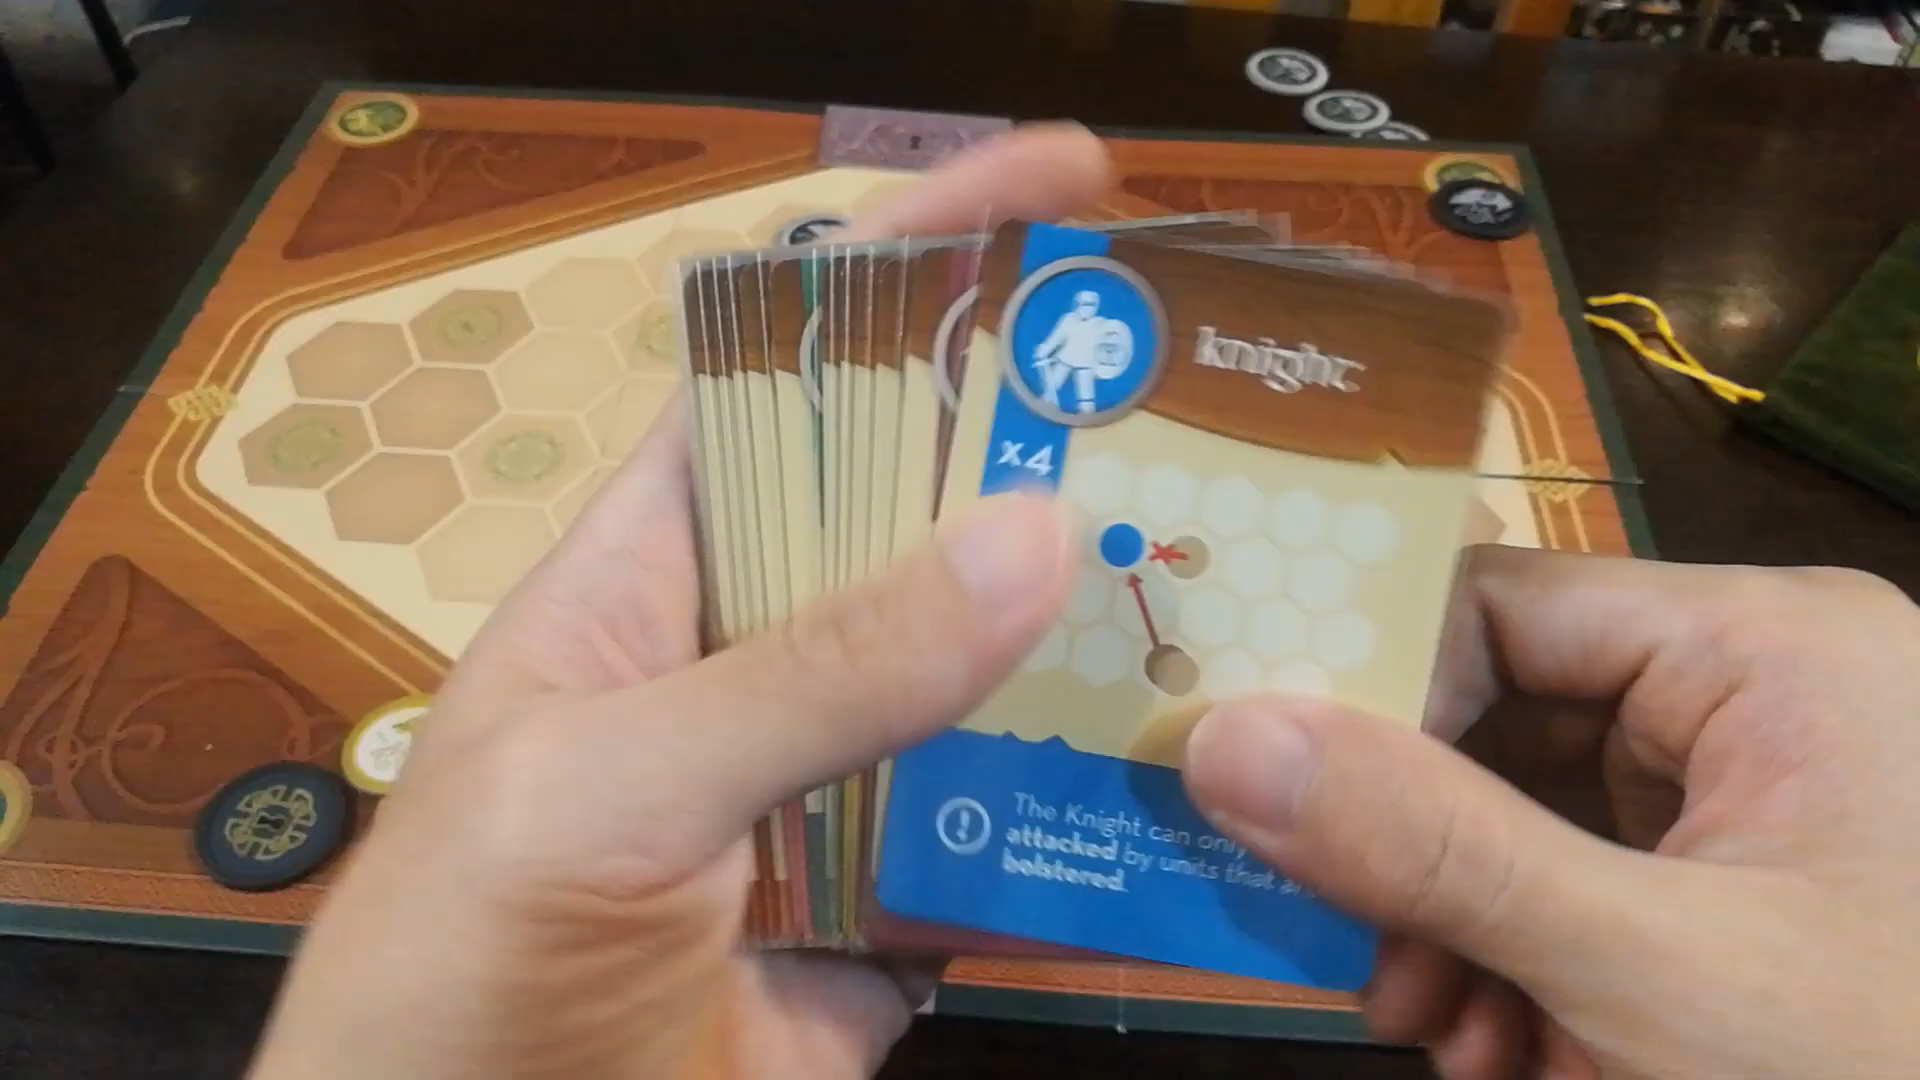 knight
x4
The Knight can only
attacked by units that
bolstered.